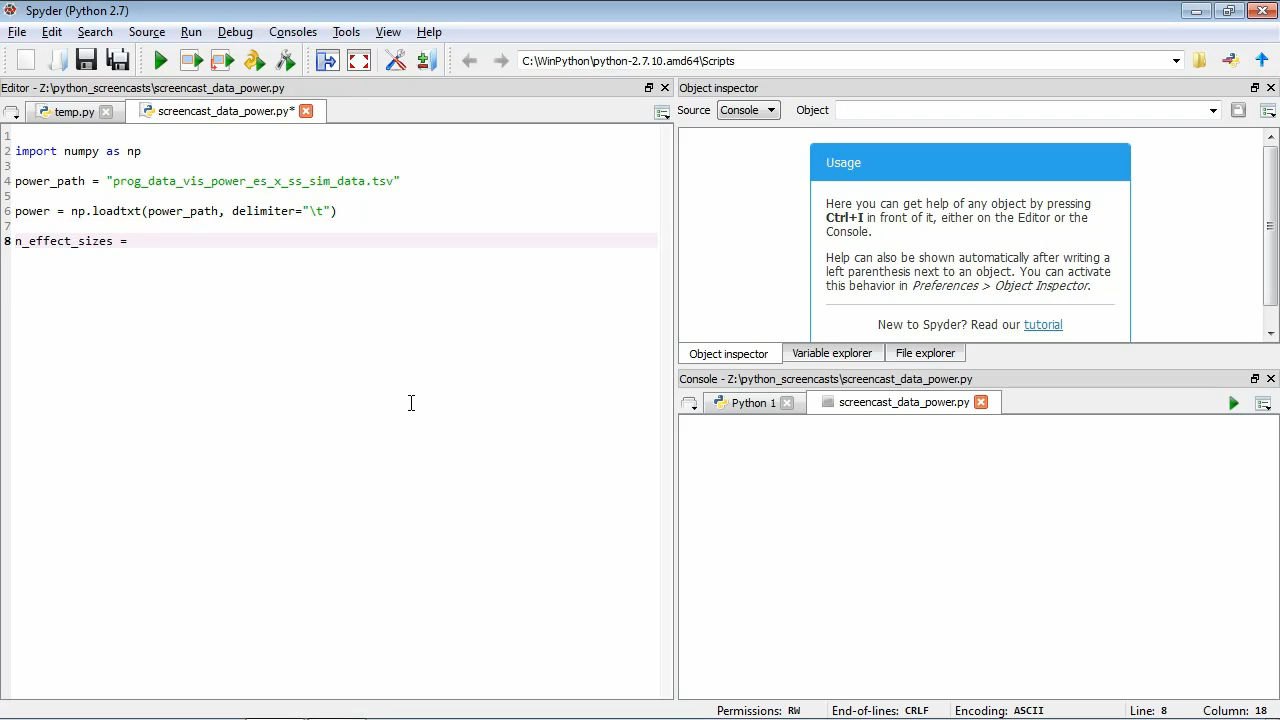 Spyder (Python 2.7)
File Edit Search Source Run Debug Consoles Tools View Help
C:\WinPython\python-2.7.10.amd64\Scripts
Editor - Z:\python_screencasts\screencast_data_power.py
temp.py screencast_data_power.py*
1
2 import numpy as np
3
4 power_path = "prog_data_vis_power_es_x_ss_sim_data.tsv"
5
6 power = np.loadtxt(power_path, delimiter="\t")
7
8 n_effect_sizes =
Object inspector
Source Console Object
Usage
Here you can get help of any object by pressing
Ctrl+I in front of it, either on the Editor or the
Console.
Help can also be shown automatically after writing a
left parenthesis next to an object. You can activate
this behavior in Preferences > Object Inspector.
New to Spyder? Read our tutorial
Object inspector Variable explorer File explorer
Console - Z:\python_screencasts\screencast_data_power.py
Python 1 screencast_data_power.py
Permissions: RW End-of-lines: CRLF Encoding: ASCII Line: 8 Column: 18